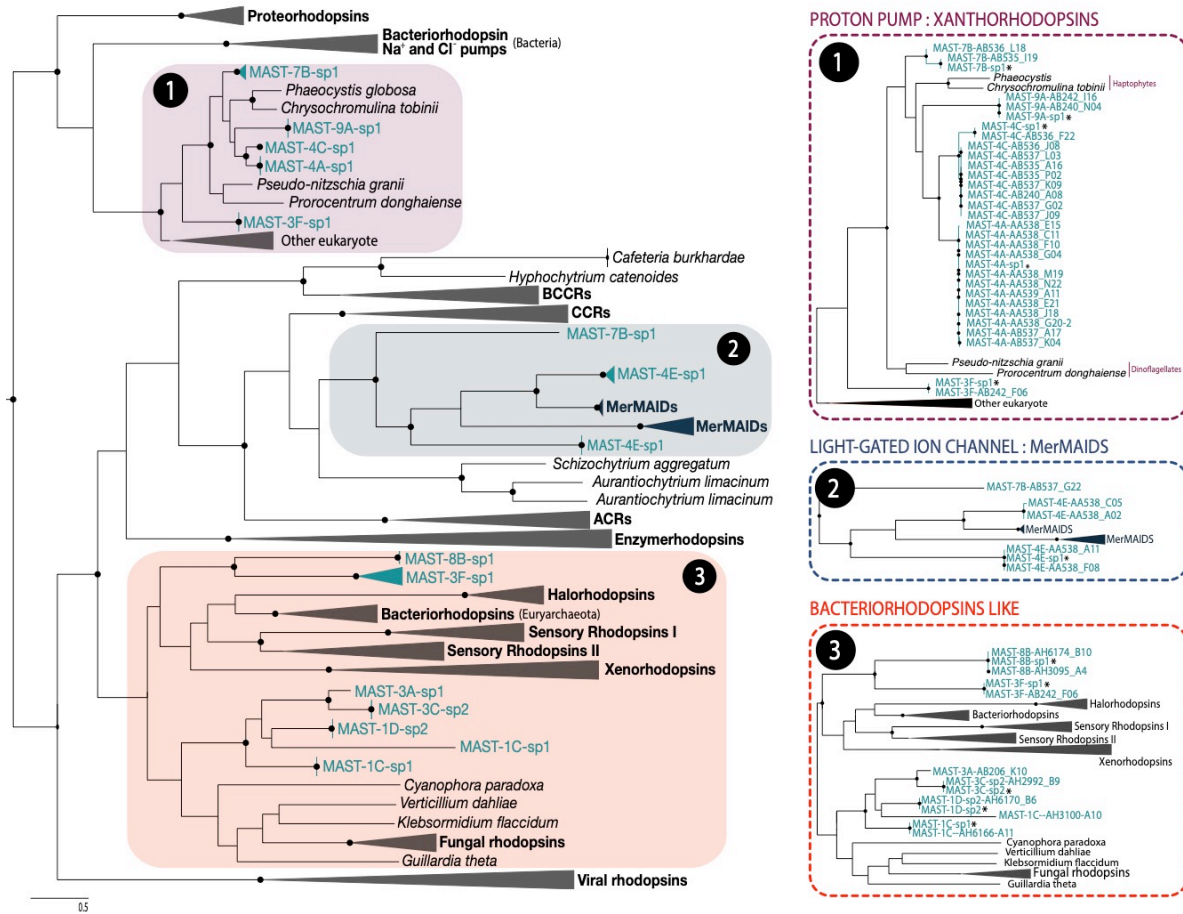 Proteorhodopsins
Bacteriorhodopsin
Na+ and Cl- pumps (Bacteria)
1
MAST-7B-sp1
Phaeocystis globosa
Chrysochromulina tobinii
MAST-9A-sp1
MAST-4C-sp1
MAST-4A-sp1
Pseudo-nitzschia granii
Prorocentrum donghaiense
MAST-3F-sp1
Other eukaryote
Cafeteria burkhardae
Hyphochytrium catenoides
BCCRs
CCRs
2
MAST-7B-sp1
MAST-4E-sp1
MerMAIDs
MerMAIDs
MAST-4E-sp1
Schizochytrium aggregatum
Aurantiochytrium limacinum
Aurantiochytrium limacinum
ACRs
Enzymerhodopsins
3
MAST-8B-sp1
MAST-3F-sp1
Halorhodopsins
Bacteriorhodopsins (Euryarchaeota)
Sensory Rhodopsins I
Sensory Rhodopsins II
Xenorhodopsins
MAST-3A-sp1
MAST-3C-sp2
MAST-1D-sp2
MAST-1C-sp1
MAST-1C-sp1
Cyanophora paradoxa
Verticillium dahliae
Klebsormidium flaccidum
Fungal rhodopsins
Guillardia theta
Viral rhodopsins
0.5
PROTON PUMP : XANTHORHODOPSINS
1
MAST-7B-AB536_L18
MAST-7B-AB535_I19
MAST-7B-sp1*
Phaeocystis
Chrysochromulina tobinii
Haptophytes
MAST-9A-AB242_I16
MAST-9A-AB240_N04
MAST-9A-sp1*
MAST-4C-sp1*
MAST-4C-AB536_F22
MAST-4C-AB536_J08
MAST-4C-AB537_L03
MAST-4C-AB535_A16
MAST-4C-AB535_P02
MAST-4C-AB537_K09
MAST-4C-AB240_A08
MAST-4C-AB537_G02
MAST-4C-AB537_J09
MAST-4A-AA538_E15
MAST-4A-AA538_C11
MAST-4A-AA538_F10
MAST-4A-AA538_G04
MAST-4A-sp1*
MAST-4A-AA538_M19
MAST-4A-AA538_N22
MAST-4A-AA539_A11
MAST-4A-AA538_E21
MAST-4A-AA538_J18
MAST-4A-AA538_G20-2
MAST-4A-AB537_A17
MAST-4A-AB537_K04
Pseudo-nitzschia granii
Prorocentrum donghaiense
Dinoflagellates
MAST-3F-sp1*
MAST-3F-AB242_F06
Other eukaryote
LIGHT-GATED ION CHANNEL : MerMAIDS
2
MAST-7B-AB537_G22
MAST-4E-AA538_C05
MAST-4E-AA538_A02
MerMAIDS
MerMAIDS
MAST-4E-AA538_A11
MAST-4E-sp1*
MAST-4E-AA538_F08
BACTERIORHODOPSINS LIKE
3
MAST-8B-AH6174_B10
MAST-8B-sp1*
MAST-8B-AH3095_A4
MAST-3F-sp1*
MAST-3F-AB242_F06
Halorhodopsins
Bacteriorhodopsins
Sensory Rhodopsins I
Sensory Rhodopsins II
Xenorhodopsins
MAST-3A-AB206_K10
MAST-3C-sp2-AH2992_B9
MAST-3C-sp2*
MAST-1D-sp2-AH6170_B6
MAST-1D-sp2*
MAST-1C--AH3100-A10
MAST-1C-sp1*
MAST-1C--AH6166-A11
Cyanophora paradoxa
Verticillium dahliae
Klebsormidium flaccidum
Fungal rhodopsins
Guillardia theta